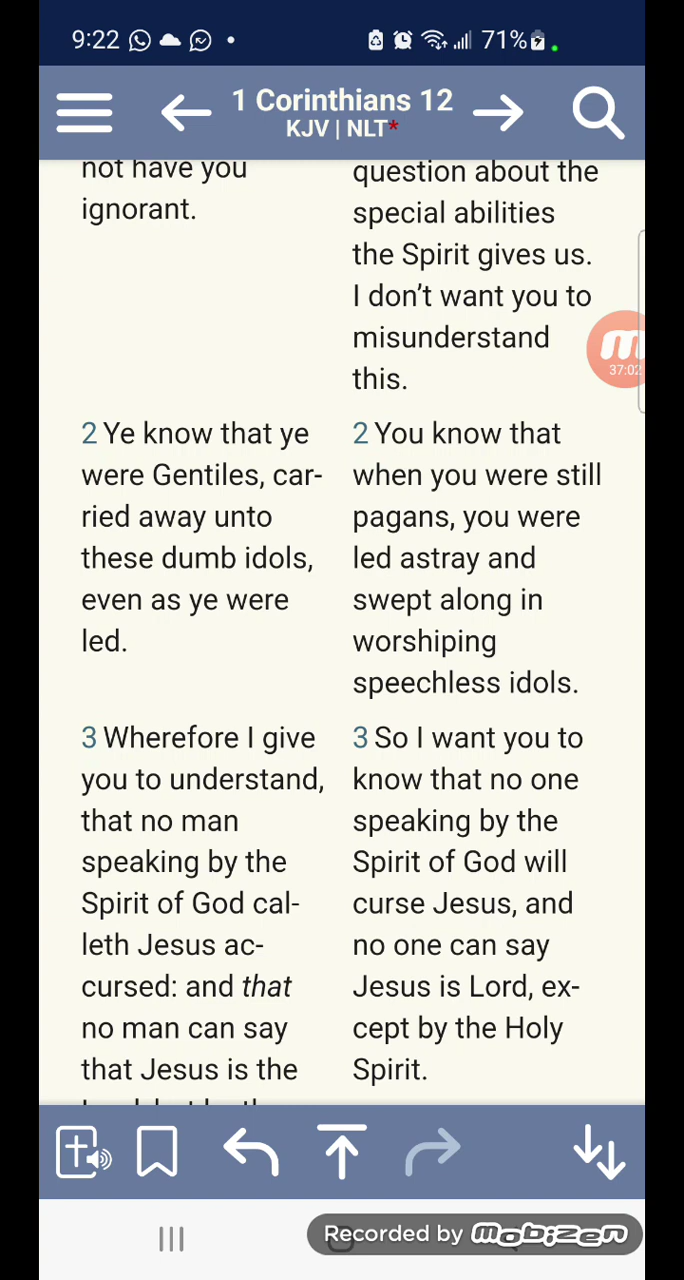 9:22
71%
1 Corinthians 12
KJV | NLT*
not have you
ignorant.
question about the
special abilities
the Spirit gives us.
I don't want you to
misunderstand
this.
37:02
2 Ye know that ye
were Gentiles, car-
ried away unto
these dumb idols,
even as ye were
led.
2 You know that
when you were still
pagans, you were
led astray and
swept along in
worshiping
speechless idols.
3 Wherefore I give
you to understand,
that no man
speaking by the
Spirit of God cal-
leth Jesus ac-
cursed: and that
no man can say
that Jesus is the
3 So I want you to
know that no one
speaking by the
Spirit of God will
curse Jesus, and
no one can say
Jesus is Lord, ex-
cept by the Holy
Spirit.
Recorded by mobizen